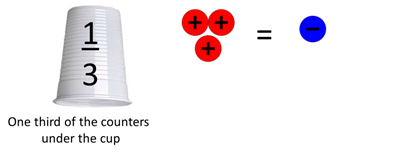 1
3
+ + = −
+
One third of the counters
under the cup